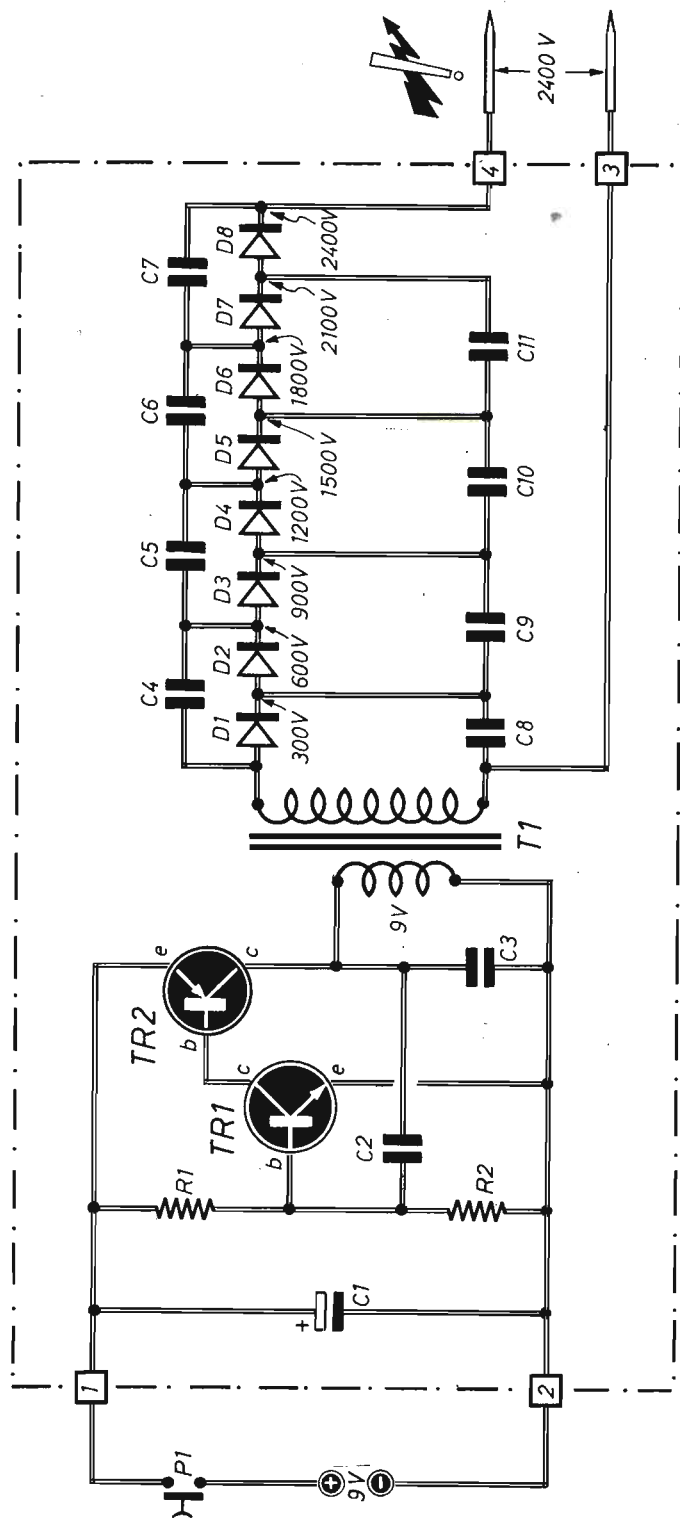 P1
9V
+
−
1
2
C1
+
R1
R2
TR1
b
c
e
C2
TR2
b
e
c
C3
9V
T1
C4
C5
C6
C7
D1
D2
D3
D4
D5
D6
D7
D8
300V
600V
900V
1200V
1500V
1800V
2100V
2400V
C8
C9
C10
C11
4
3
2400 V